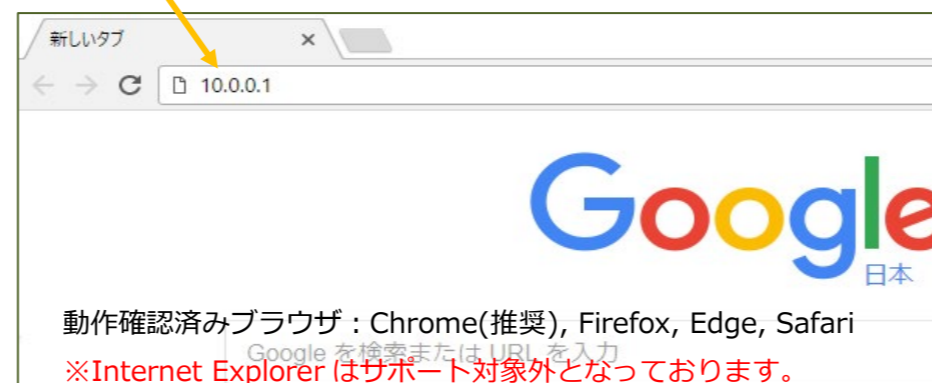 新しいタブ
10.0.0.1
Google
日本
動作確認済みブラウザ：Chrome(推奨), Firefox, Edge, Safari
Google を検索または URL を入力
※Internet Explorer はサポート対象外となっております。